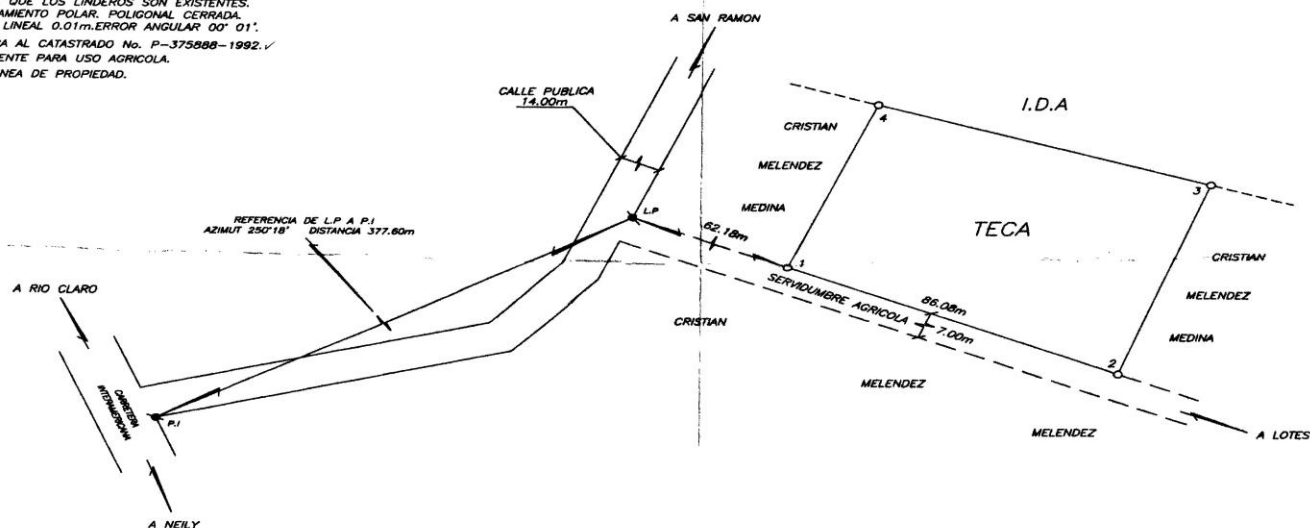 QUE LOS LINDEROS SON EXISTENTES.
AMIENTO POLAR. POLIGONAL CERRADA.
LINEAL 0.01m.ERROR ANGULAR 00° 01'.
A AL CATASTRADO No. P-375888-1992.✓
ENTE PARA USO AGRICOLA.
NEA DE PROPIEDAD.
A SAN RAMON
CALLE PUBLICA
14.00m
I.D.A
4
CRISTIAN
MELENDEZ
MEDINA
3
TECA
REFERENCIA DE L.P A P.I
AZIMUT 250°18' DISTANCIA 377.60m
L.P
62.18m
1
CRISTIAN
MELENDEZ
MEDINA
SERVIDUMBRE AGRICOLA
86.08m
7.00m
2
A RIO CLARO
CRISTIAN
MELENDEZ
MELENDEZ
CARRETERA
INTERAMERICANA
P.I
A LOTES
A NEILY